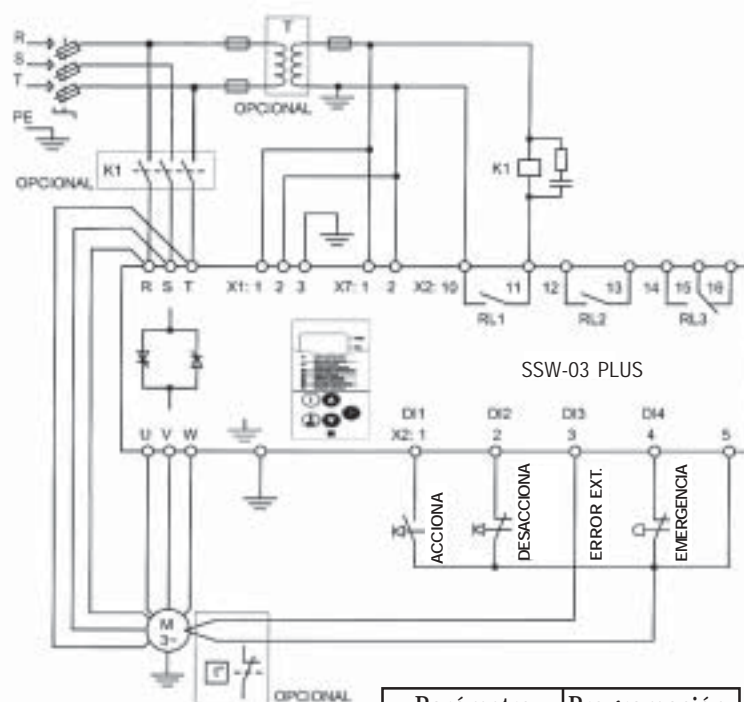 R
T
S
T
OPCIONAL
PE
K1
K1
OPCIONAL
R S T X1: 1 2 3 X7: 1 2 X2: 10 11 12 13 14 15 16
RL1 RL2 RL3
SSW-03 PLUS
DI1 DI2 DI3 DI4
U V W X2: 1 2 3 4 5
ACCIONA
DESACCIONA
ERROR EXT.
EMERGENCIA
M
3~
OPCIONAL